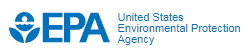 EPA
United States
Environmental Protection
Agency